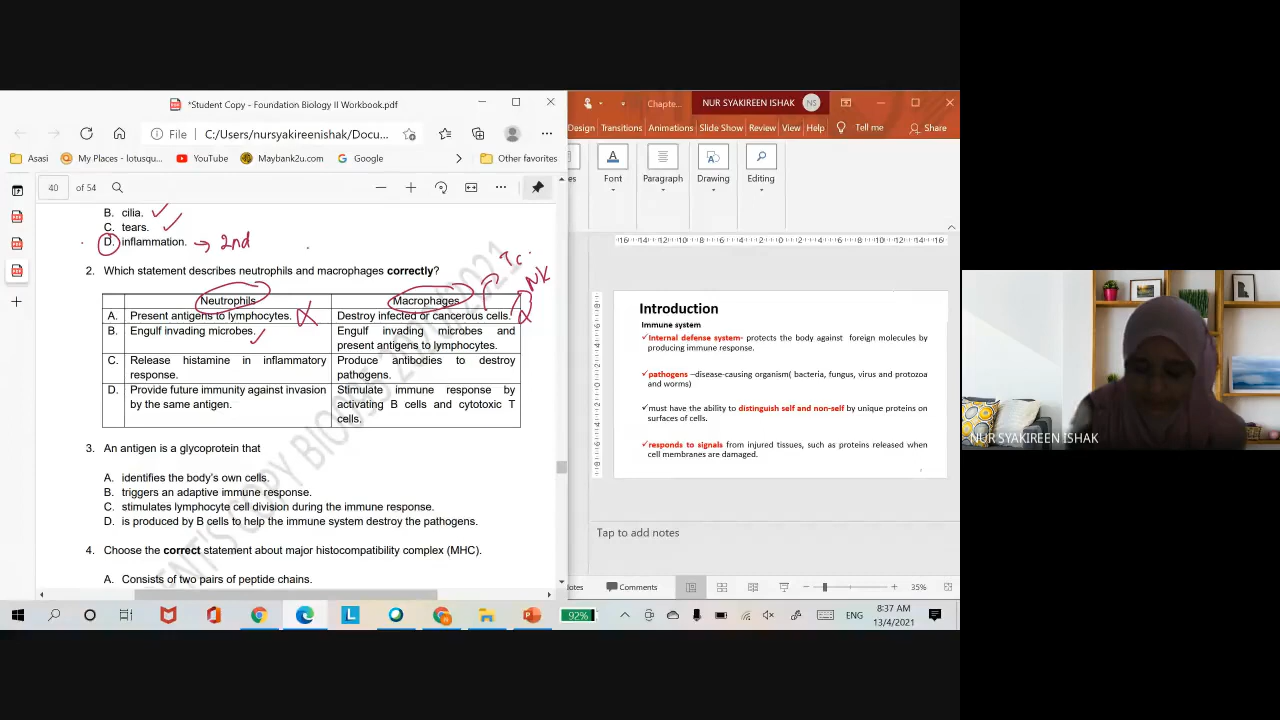 *Student Copy - Foundation Biology II Workbook.pdf
File C:/Users/nursyakireenishak/Docu...
Asasi My Places - lotusqu... YouTube Maybank2u.com Google Other favorites
40 of 54
B. cilia.
C. tears.
D. inflammation. → 2nd
2. Which statement describes neutrophils and macrophages correctly?
Tc
NK
Neutrophils Macrophages
A. Present antigens to lymphocytes. Destroy infected or cancerous cells.
B. Engulf invading microbes. Engulf invading microbes and
present antigens to lymphocytes.
C. Release histamine in inflammatory Produce antibodies to destroy
response. pathogens.
D. Provide future immunity against invasion Stimulate immune response by
by the same antigen. activating B cells and cytotoxic T
cells.
3. An antigen is a glycoprotein that
A. identifies the body's own cells.
B. triggers an adaptive immune response.
C. stimulates lymphocyte cell division during the immune response.
D. is produced by B cells to help the immune system destroy the pathogens.
4. Choose the correct statement about major histocompatibility complex (MHC).
A. Consists of two pairs of peptide chains.
Chapte... NUR SYAKIREEN ISHAK NS
Design Transitions Animations Slide Show Review View Help Tell me Share
Font Paragraph Drawing Editing
Introduction
Immune system
✓Internal defense system- protects the body against foreign molecules by
producing immune response.
✓pathogens –disease-causing organism( bacteria, fungus, virus and protozoa
and worms)
✓must have the ability to distinguish self and non-self by unique proteins on
surfaces of cells.
✓responds to signals from injured tissues, such as proteins released when
cell membranes are damaged.
Tap to add notes
Notes Comments 35%
92% ENG 8:37 AM
13/4/2021
NUR SYAKIREEN ISHAK